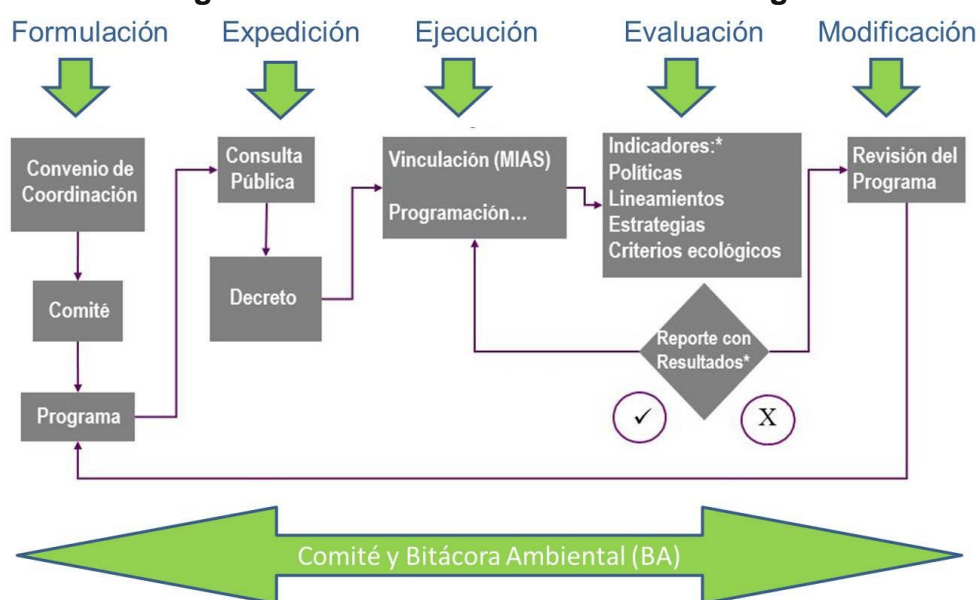 Formulación
Expedición
Ejecución
Evaluación
Modificación
Convenio de
Coordinación
Comité
Programa
Consulta
Pública
Decreto
Vinculación (MIAS)
Programación...
Indicadores:*
Políticas
Lineamientos
Estrategias
Criterios ecológicos
Reporte con
Resultados*
✓
X
Revisión del
Programa
Comité y Bitácora Ambiental (BA)